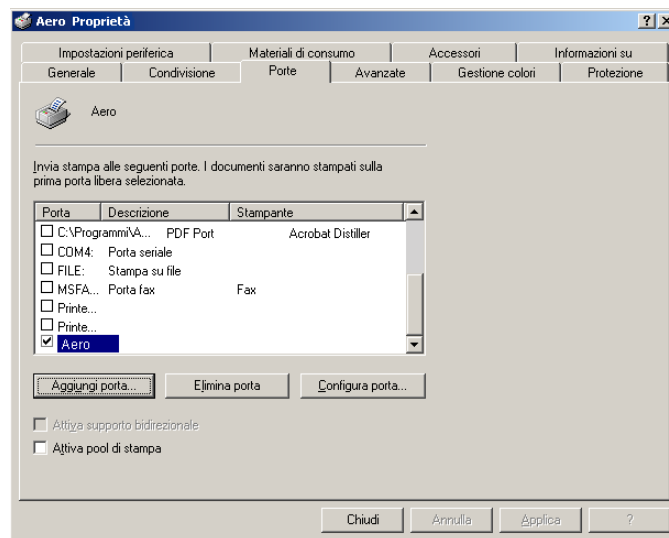 Aero Proprietà
Impostazioni periferica Materiali di consumo Accessori Informazioni su
Generale Condivisione Porte Avanzate Gestione colori Protezione
Aero
Invia stampa alle seguenti porte. I documenti saranno stampati sulla
prima porta libera selezionata.
Porta Descrizione Stampante
C:\Programmi\A... PDF Port Acrobat Distiller
COM4: Porta seriale
FILE: Stampa su file
MSFA... Porta fax Fax
Printe...
Printe...
Aero
Aggiungi porta... Elimina porta Configura porta...
Attiva supporto bidirezionale
Attiva pool di stampa
Chiudi Annulla Applica ?